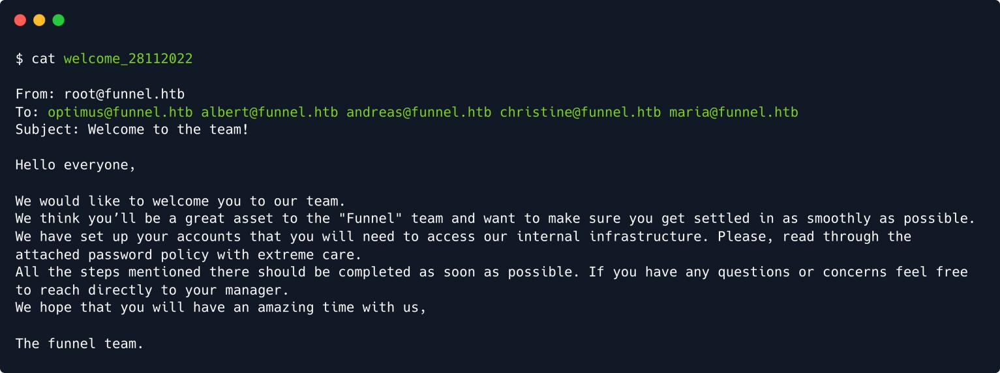 $ cat welcome_28112022
From: root@funnel.htb
To: optimus@funnel.htb albert@funnel.htb andreas@funnel.htb christine@funnel.htb maria@funnel.htb
Subject: Welcome to the team!
Hello everyone,
We would like to welcome you to our team.
We think you’ll be a great asset to the "Funnel" team and want to make sure you get settled in as smoothly as possible.
We have set up your accounts that you will need to access our internal infrastructure. Please, read through the
attached password policy with extreme care.
All the steps mentioned there should be completed as soon as possible. If you have any questions or concerns feel free
to reach directly to your manager.
We hope that you will have an amazing time with us,
The funnel team.